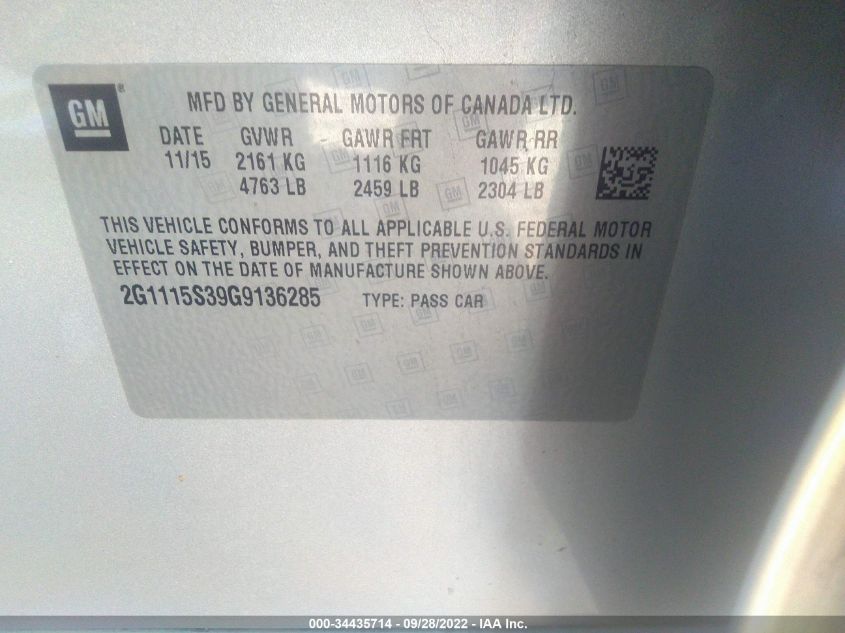 GM ®
MFD BY GENERAL MOTORS OF CANADA LTD.
DATE GVWR GAWR FRT GAWR RR
11/15 2161 KG 1116 KG 1045 KG
4763 LB 2459 LB 2304 LB
THIS VEHICLE CONFORMS TO ALL APPLICABLE U.S. FEDERAL MOTOR
VEHICLE SAFETY, BUMPER, AND THEFT PREVENTION STANDARDS IN
EFFECT ON THE DATE OF MANUFACTURE SHOWN ABOVE.
2G1115S39G9136285 TYPE: PASS CAR
000-34435714 - 09/28/2022 - IAA Inc.